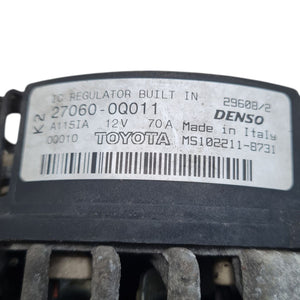 IC REGULATOR BUILT IN 29608/2
K2 27060-0Q011 DENSO
A115IA 12V 70A Made in Italy
0Q010 TOYOTA MS102211-8731